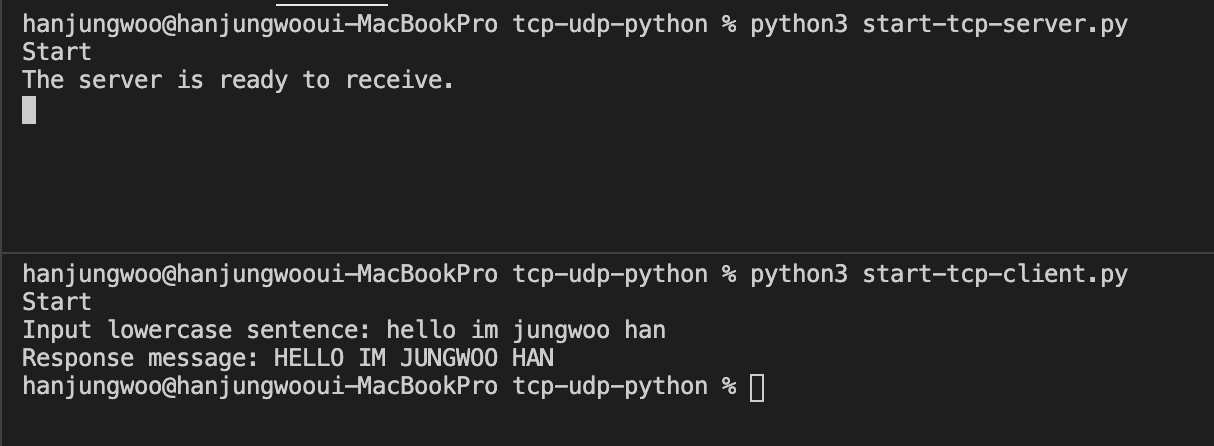 hanjungwoo@hanjungwooui-MacBookPro tcp-udp-python % python3 start-tcp-server.py
Start
The server is ready to receive.
hanjungwoo@hanjungwooui-MacBookPro tcp-udp-python % python3 start-tcp-client.py
Start
Input lowercase sentence: hello im jungwoo han
Response message: HELLO IM JUNGWOO HAN
hanjungwoo@hanjungwooui-MacBookPro tcp-udp-python %